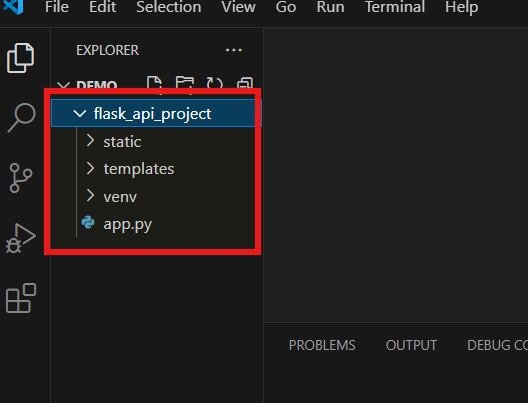 File Edit Selection View Go Run Terminal Help
EXPLORER
DEMO
flask_api_project
static
templates
venv
app.py
PROBLEMS OUTPUT DEBUG CO